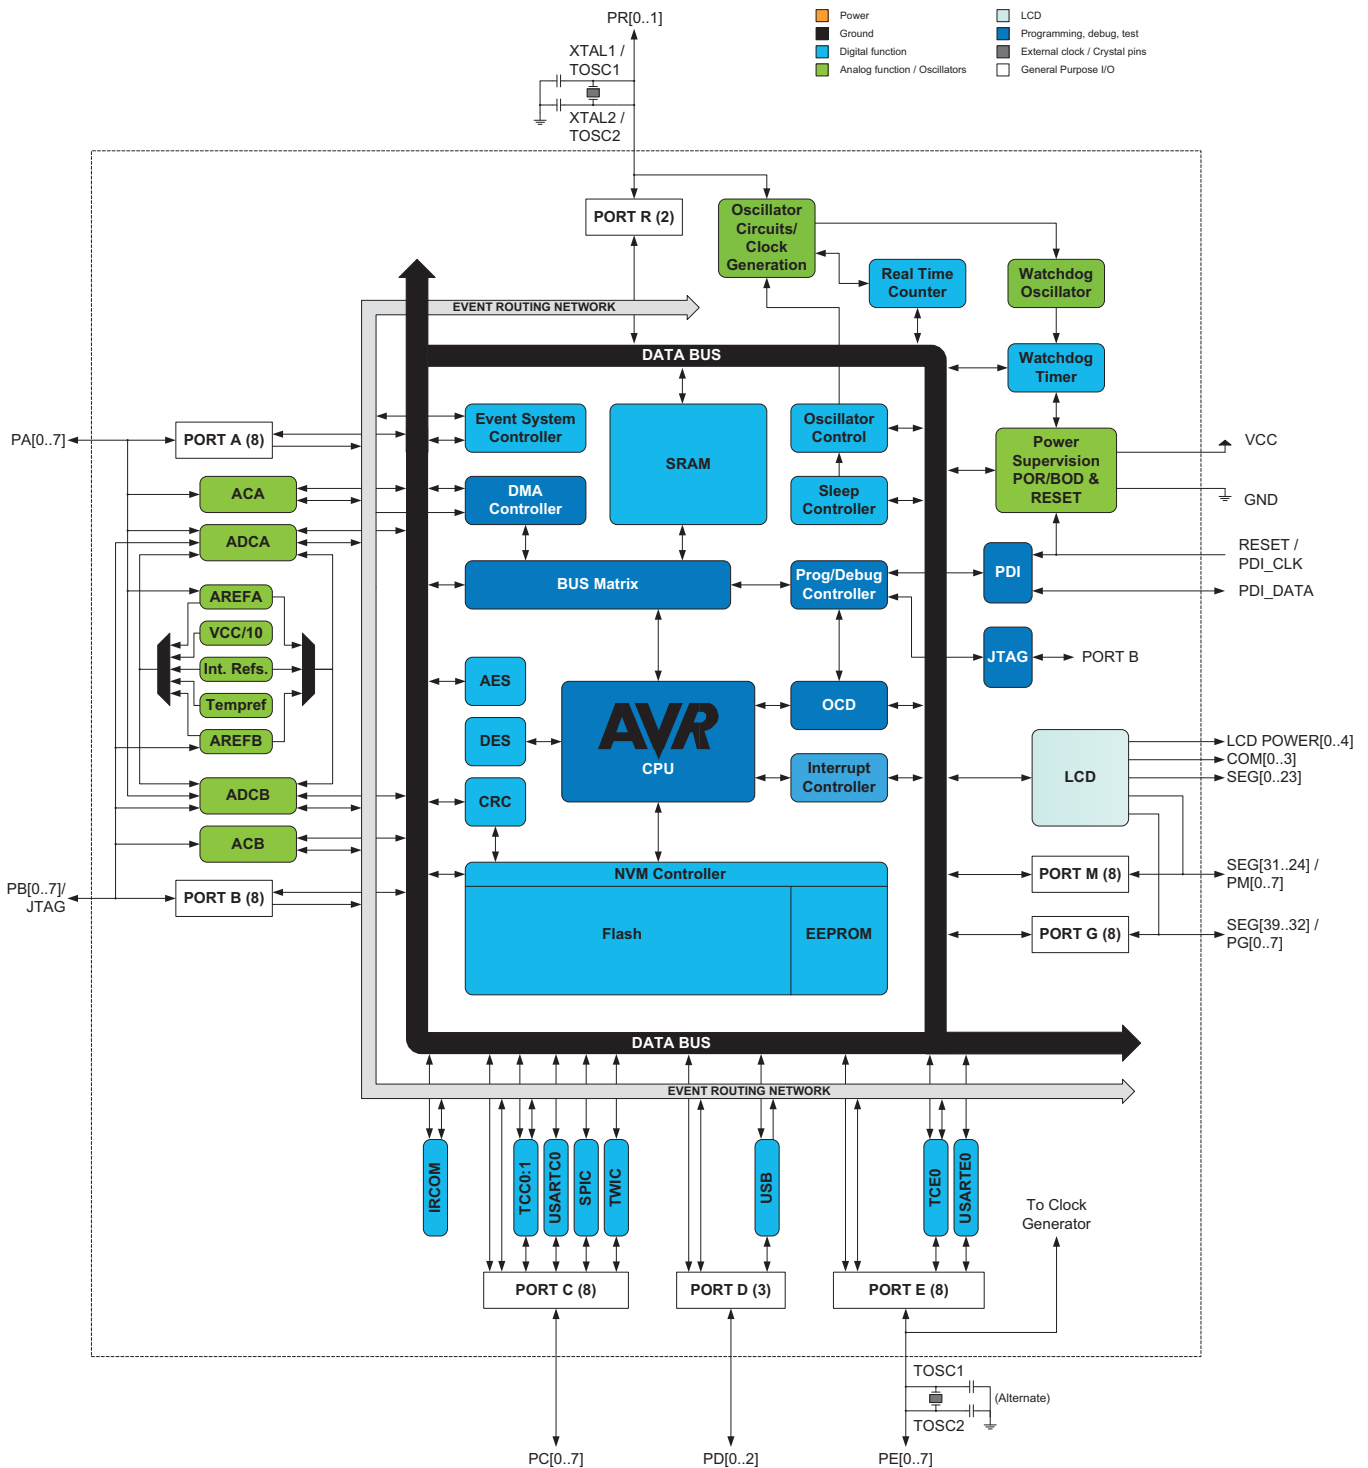 PR[0..1]
Power
Ground
Digital function
Analog function / Oscillators
LCD
Programming, debug, test
External clock / Crystal pins
General Purpose I/O
XTAL1 /
TOSC1
XTAL2 /
TOSC2
PORT R (2)
Oscillator
Circuits/
Clock
Generation
Real Time
Counter
Watchdog
Oscillator
EVENT ROUTING NETWORK
DATA BUS
Watchdog
Timer
Event System
Controller
SRAM
Oscillator
Control
Power
Supervision
POR/BOD &
RESET
VCC
GND
PA[0..7]
PORT A (8)
ACA
DMA
Controller
Sleep
Controller
ADCA
RESET /
PDI_CLK
BUS Matrix
Prog/Debug
Controller
PDI
PDI_DATA
AREFA
VCC/10
Int. Refs.
Tempref
AREFB
JTAG
PORT B
AES
AVR
CPU
OCD
DES
Interrupt
Controller
LCD
LCD POWER[0..4]
COM[0..3]
SEG[0..23]
ADCB
CRC
ACB
PB[0..7]/
JTAG
PORT B (8)
NVM Controller
Flash
EEPROM
PORT M (8)
SEG[31..24] /
PM[0..7]
PORT G (8)
SEG[39..32] /
PG[0..7]
DATA BUS
EVENT ROUTING NETWORK
IRCOM
TCC0:1
USARTC0
SPIC
TWIC
USB
TCE0
USARTE0
To Clock
Generator
PORT C (8)
PORT D (3)
PORT E (8)
TOSC1
(Alternate)
TOSC2
PC[0..7]
PD[0..2]
PE[0..7]